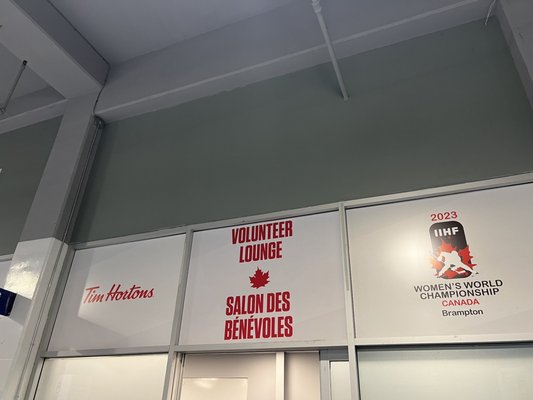 Tim Hortons
VOLUNTEER
LOUNGE
SALON DES
BÉNÉVOLES
2023
IIHF
WOMEN'S WORLD
CHAMPIONSHIP
CANADA
Brampton